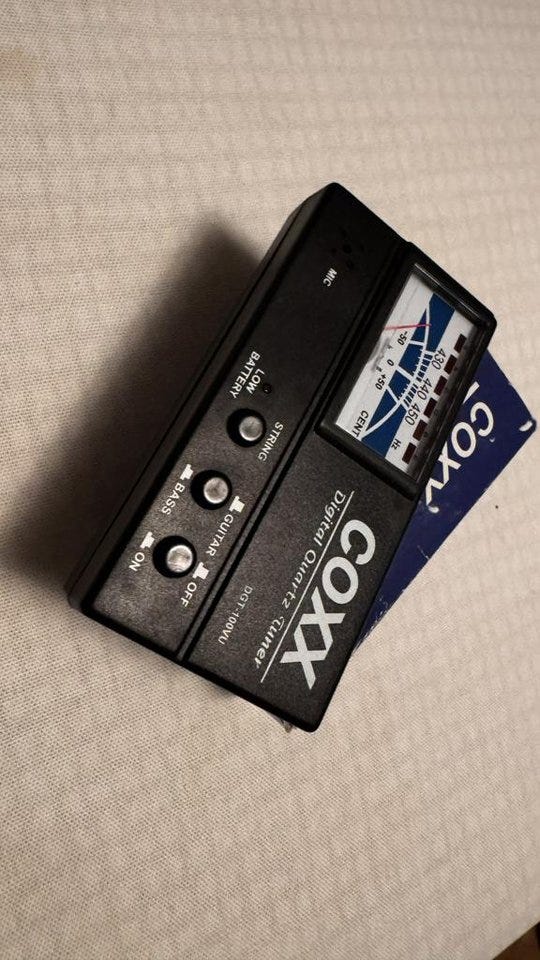 COXX
Digital Quartz Tuner
DGT-100VU
430 440 450 Hz
-50 0 +50
CENT
MIC
LOW
BATTERY
STRING
GUITAR
BASS
OFF
ON
COXX